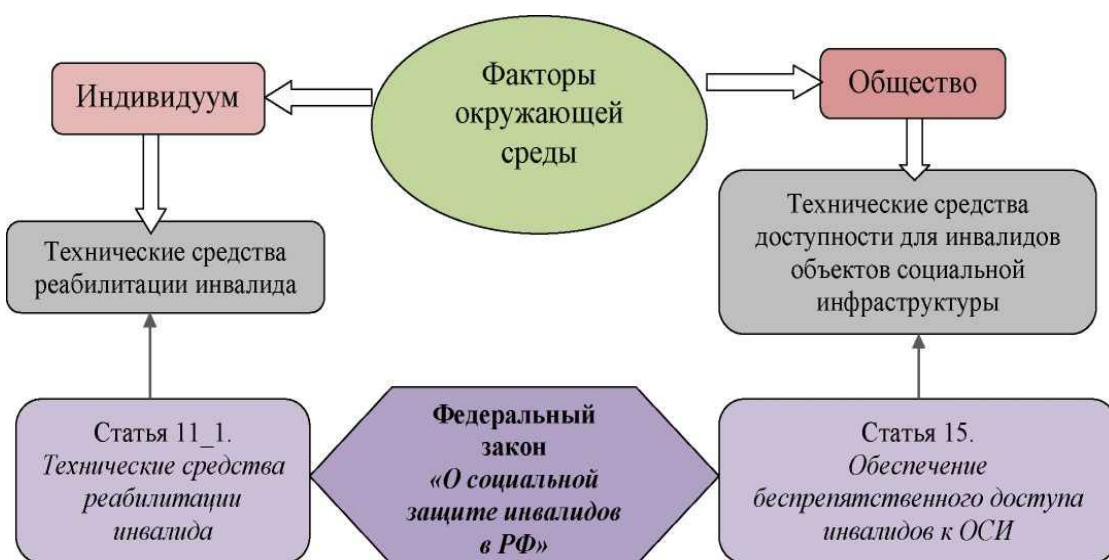 Факторы
окружающей
среды
Индивидуум
Общество
Технические средства
реабилитации инвалида
Технические средства
доступности для инвалидов
объектов социальной
инфраструктуры
Статья 11_1.
Технические средства
реабилитации
инвалида
Федеральный
закон
«О социальной
защите инвалидов
в РФ»
Статья 15.
Обеспечение
беспрепятственного доступа
инвалидов к ОСИ